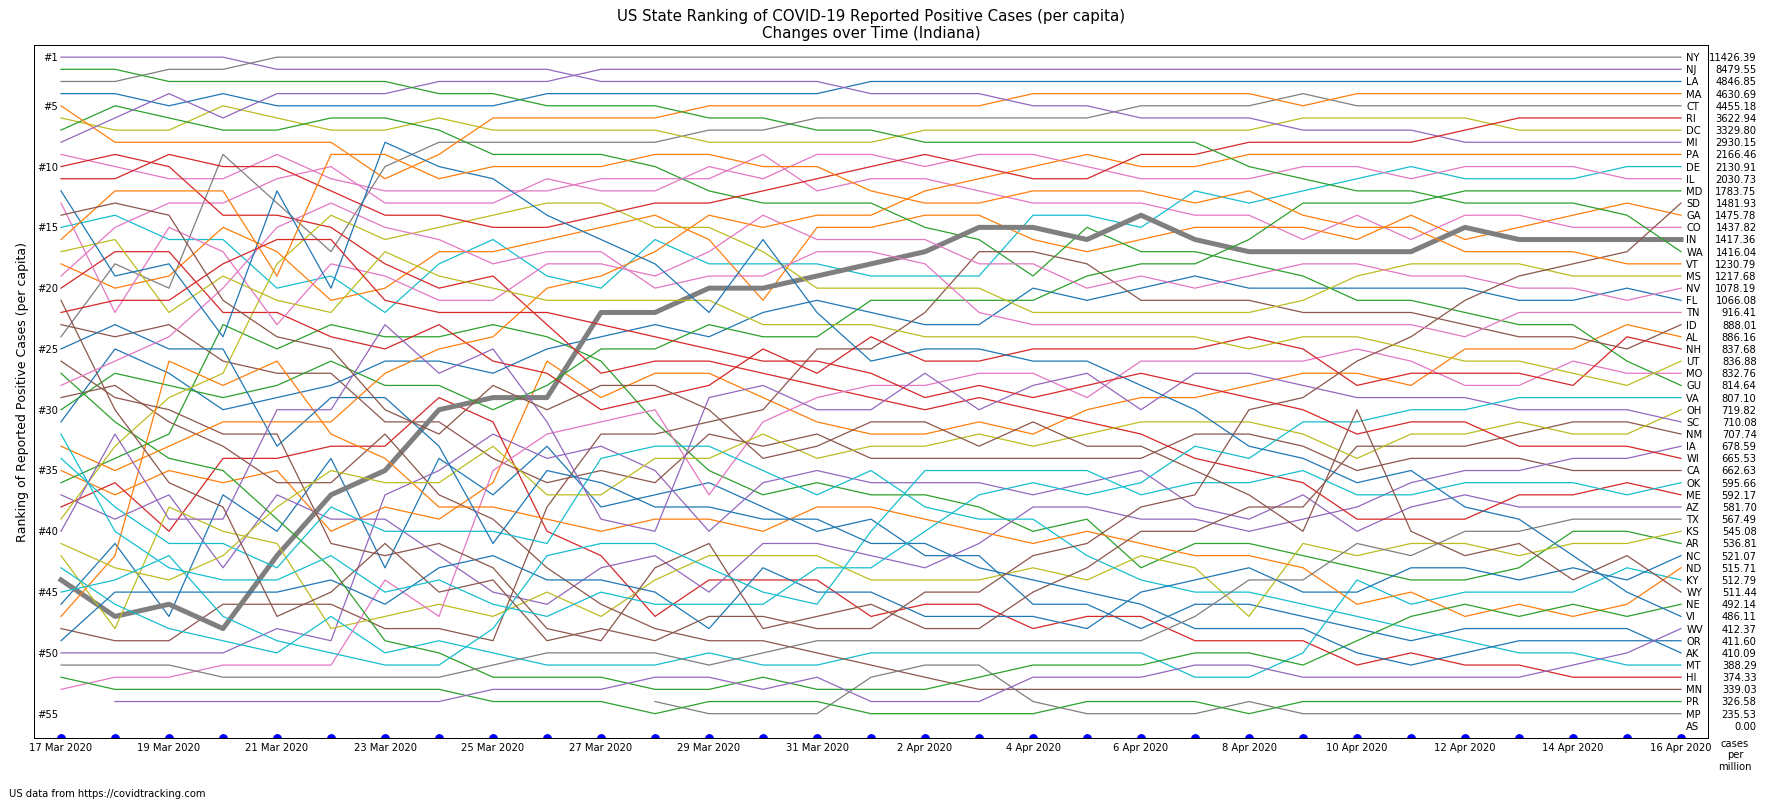 US State Ranking of COVID-19 Reported Positive Cases (per capita)
Changes over Time (Indiana)
Ranking of Reported Positive Cases (per capita)
#1
#5
#10
#15
#20
#25
#30
#35
#40
#45
#50
#55
NY 11426.39
NJ 8479.55
LA 4846.85
MA 4630.69
CT 4455.18
RI 3622.94
DC 3329.80
MI 2930.15
PA 2166.46
DE 2130.91
IL 2030.73
MD 1783.75
SD 1481.93
GA 1475.78
CO 1437.82
IN 1417.36
WA 1416.04
VT 1230.79
MS 1217.68
NV 1078.19
FL 1066.08
TN 916.41
ID 888.01
AL 886.16
NH 837.68
UT 836.88
MO 832.76
GU 814.64
VA 807.10
OH 719.82
SC 710.08
NM 707.74
IA 678.59
WI 665.53
CA 662.63
OK 595.66
ME 592.17
AZ 581.70
TX 567.49
KS 545.08
AR 536.81
NC 521.07
ND 515.71
KY 512.79
WY 511.44
NE 492.14
VI 486.11
WV 412.37
OR 411.60
AK 410.09
MT 388.29
HI 374.33
MN 339.03
PR 326.58
MP 235.53
AS 0.00
17 Mar 2020 19 Mar 2020 21 Mar 2020 23 Mar 2020 25 Mar 2020 27 Mar 2020 29 Mar 2020 31 Mar 2020 2 Apr 2020 4 Apr 2020 6 Apr 2020 8 Apr 2020 10 Apr 2020 12 Apr 2020 14 Apr 2020 16 Apr 2020
cases
per
million
US data from https://covidtracking.com